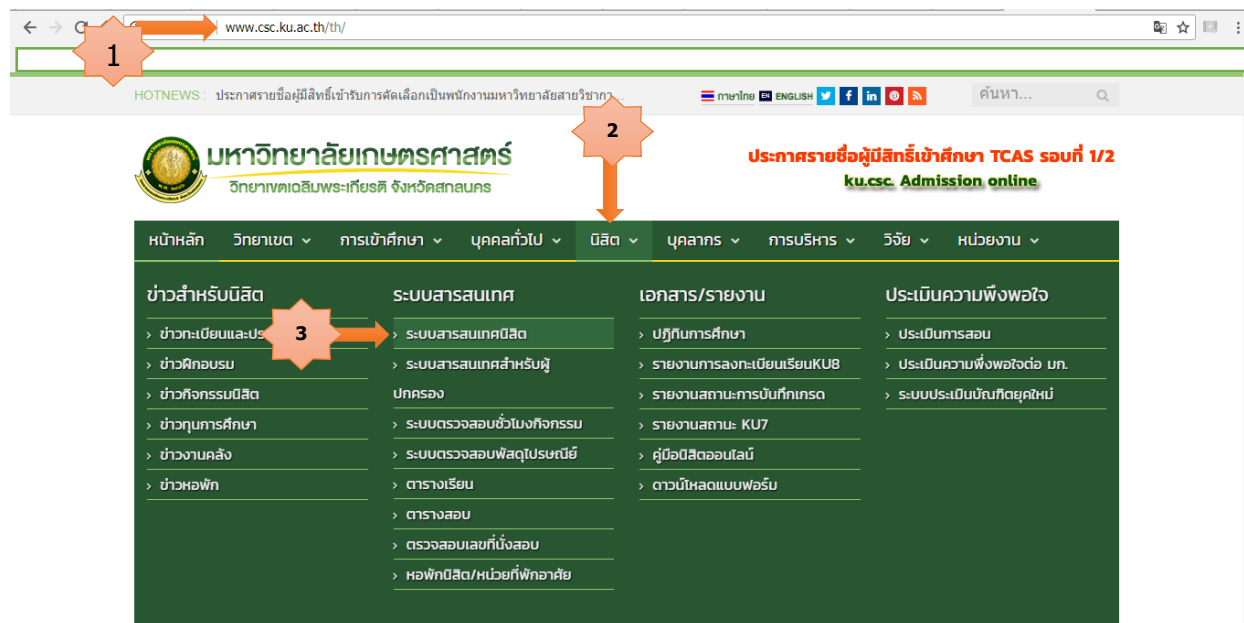 www.csc.ku.ac.th/th/
1
HOTNEWS : ประกาศรายชื่อผู้มีสิทธิ์เข้ารับการคัดเลือกเป็นพนักงานมหาวิทยาลัยสายวิชากา...
ภาษาไทย EN ENGLISH
ค้นหา...
2
มหาวิทยาลัยเกษตรศาสตร์
วิทยาเขตเฉลิมพระเกียรติ จังหวัดสกลนคร
ประกาศรายชื่อผู้มีสิทธิ์เข้าศึกษา TCAS รอบที่ 1/2
ku.csc. Admission online
หน้าหลัก วิทยาเขต การเข้าศึกษา บุคคลทั่วไป นิสิต บุคลากร การบริหาร วิจัย หน่วยงาน
ข่าวสำหรับนิสิต
› ข่าวทะเบียนและปร
3
› ข่าวฝึกอบรม
› ข่าวกิจกรรมนิสิต
› ข่าวทุนการศึกษา
› ข่าวงานคลัง
› ข่าวหอพัก
ระบบสารสนเทศ
› ระบบสารสนเทศนิสิต
› ระบบสารสนเทศสำหรับผู้
ปกครอง
› ระบบตรวจสอบชั่วโมงกิจกรรม
› ระบบตรวจสอบพัสดุไปรษณีย์
› ตารางเรียน
› ตารางสอบ
› ตรวจสอบเลขที่นั่งสอบ
› หอพักนิสิต/หน่วยที่พักอาศัย
เอกสาร/รายงาน
› ปฏิทินการศึกษา
› รายงานการลงทะเบียนเรียนKU8
› รายงานสถานะการบันทึกเกรด
› รายงานสถานะ KU7
› คู่มือนิสิตออนไลน์
› ดาวน์โหลดแบบฟอร์ม
ประเมินความพึงพอใจ
› ประเมินการสอน
› ประเมินความพึ่งพอใจต่อ มก.
› ระบบประเมินบัณฑิตยุคใหม่